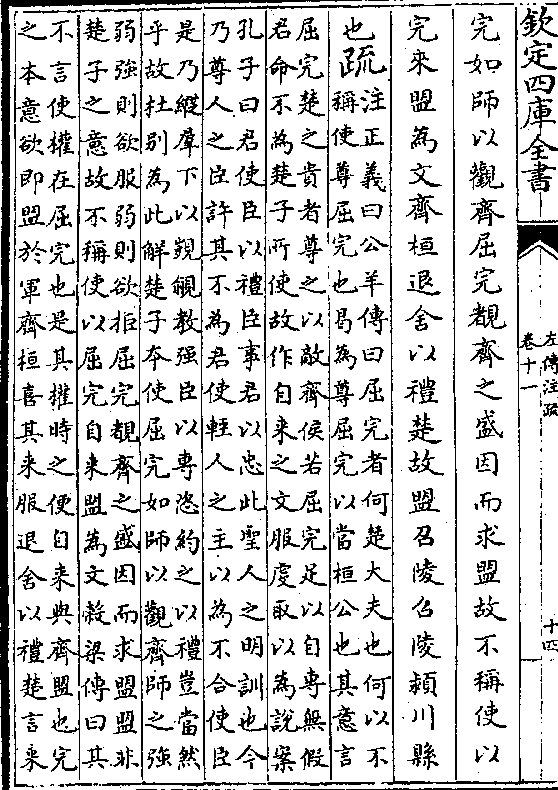 欽定四庫全書
左傳注疏
卷十一
十四
完如師以觀齊屈完覩齊之盛因而求盟故不稱使以
完來盟為文齊桓退舍以禮楚故盟召陵召陵潁川縣
也疏
注正義曰公羊傳曰屈完者何楚大夫也何以不
稱使尊屈完也曷為尊屈完以當桓公也其意言
屈完楚之貴者尊之以敵齊侯若屈完足以自專無假
君命不為楚子所使故作自來之文服虔取以為說案
孔子曰君使臣以禮臣事君以忠此聖人之明訓也今
乃尊人之臣許其不為君使輕人之主以為不合使臣
是乃縱羣下以覬覦教强臣以專恣約之以禮豈當然
乎故杜别為此解楚子本使屈完如師以觀齊師之強
弱強則欲服弱則欲拒屈完覩齊之盛因而求盟盟非
楚子之意故不稱使以屈完自來盟為文榖梁傳曰其
不言使權在屈完也是其權時之便自來與齊盟也完
之本意欲即盟於軍齊桓喜其来服退舍以禮楚言来